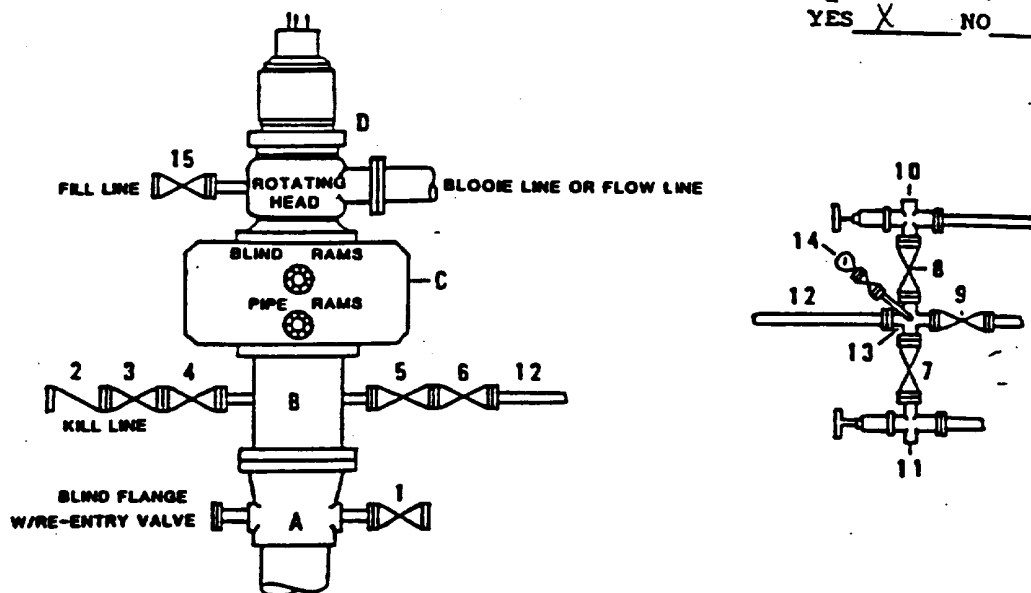 YES X NO
D
15
FILL LINE
ROTATING
HEAD
BLOOIE LINE OR FLOW LINE
BLIND RAMS
C
PIPE RAMS
2 3 4
5 6 12
B
KILL LINE
BLIND FLANGE
W/RE-ENTRY VALVE
1
A
10
14
8
12
9
13
7
11